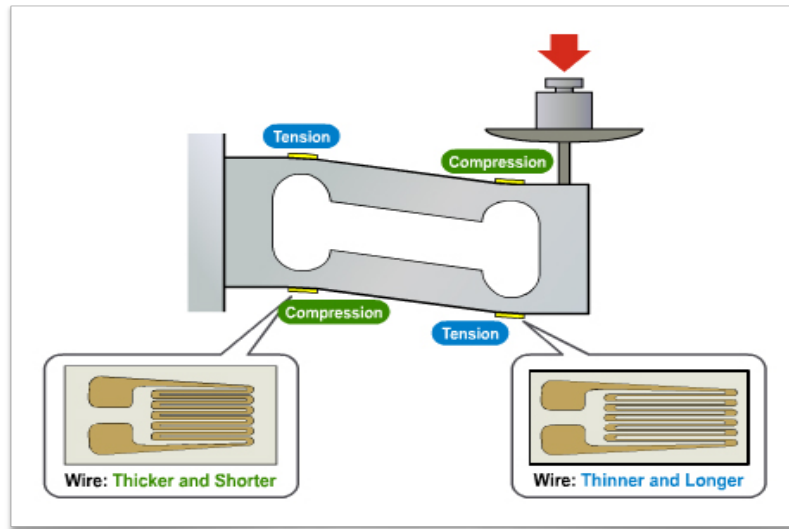 Tension
Compression
Compression
Tension
Wire: Thicker and Shorter
Wire: Thinner and Longer